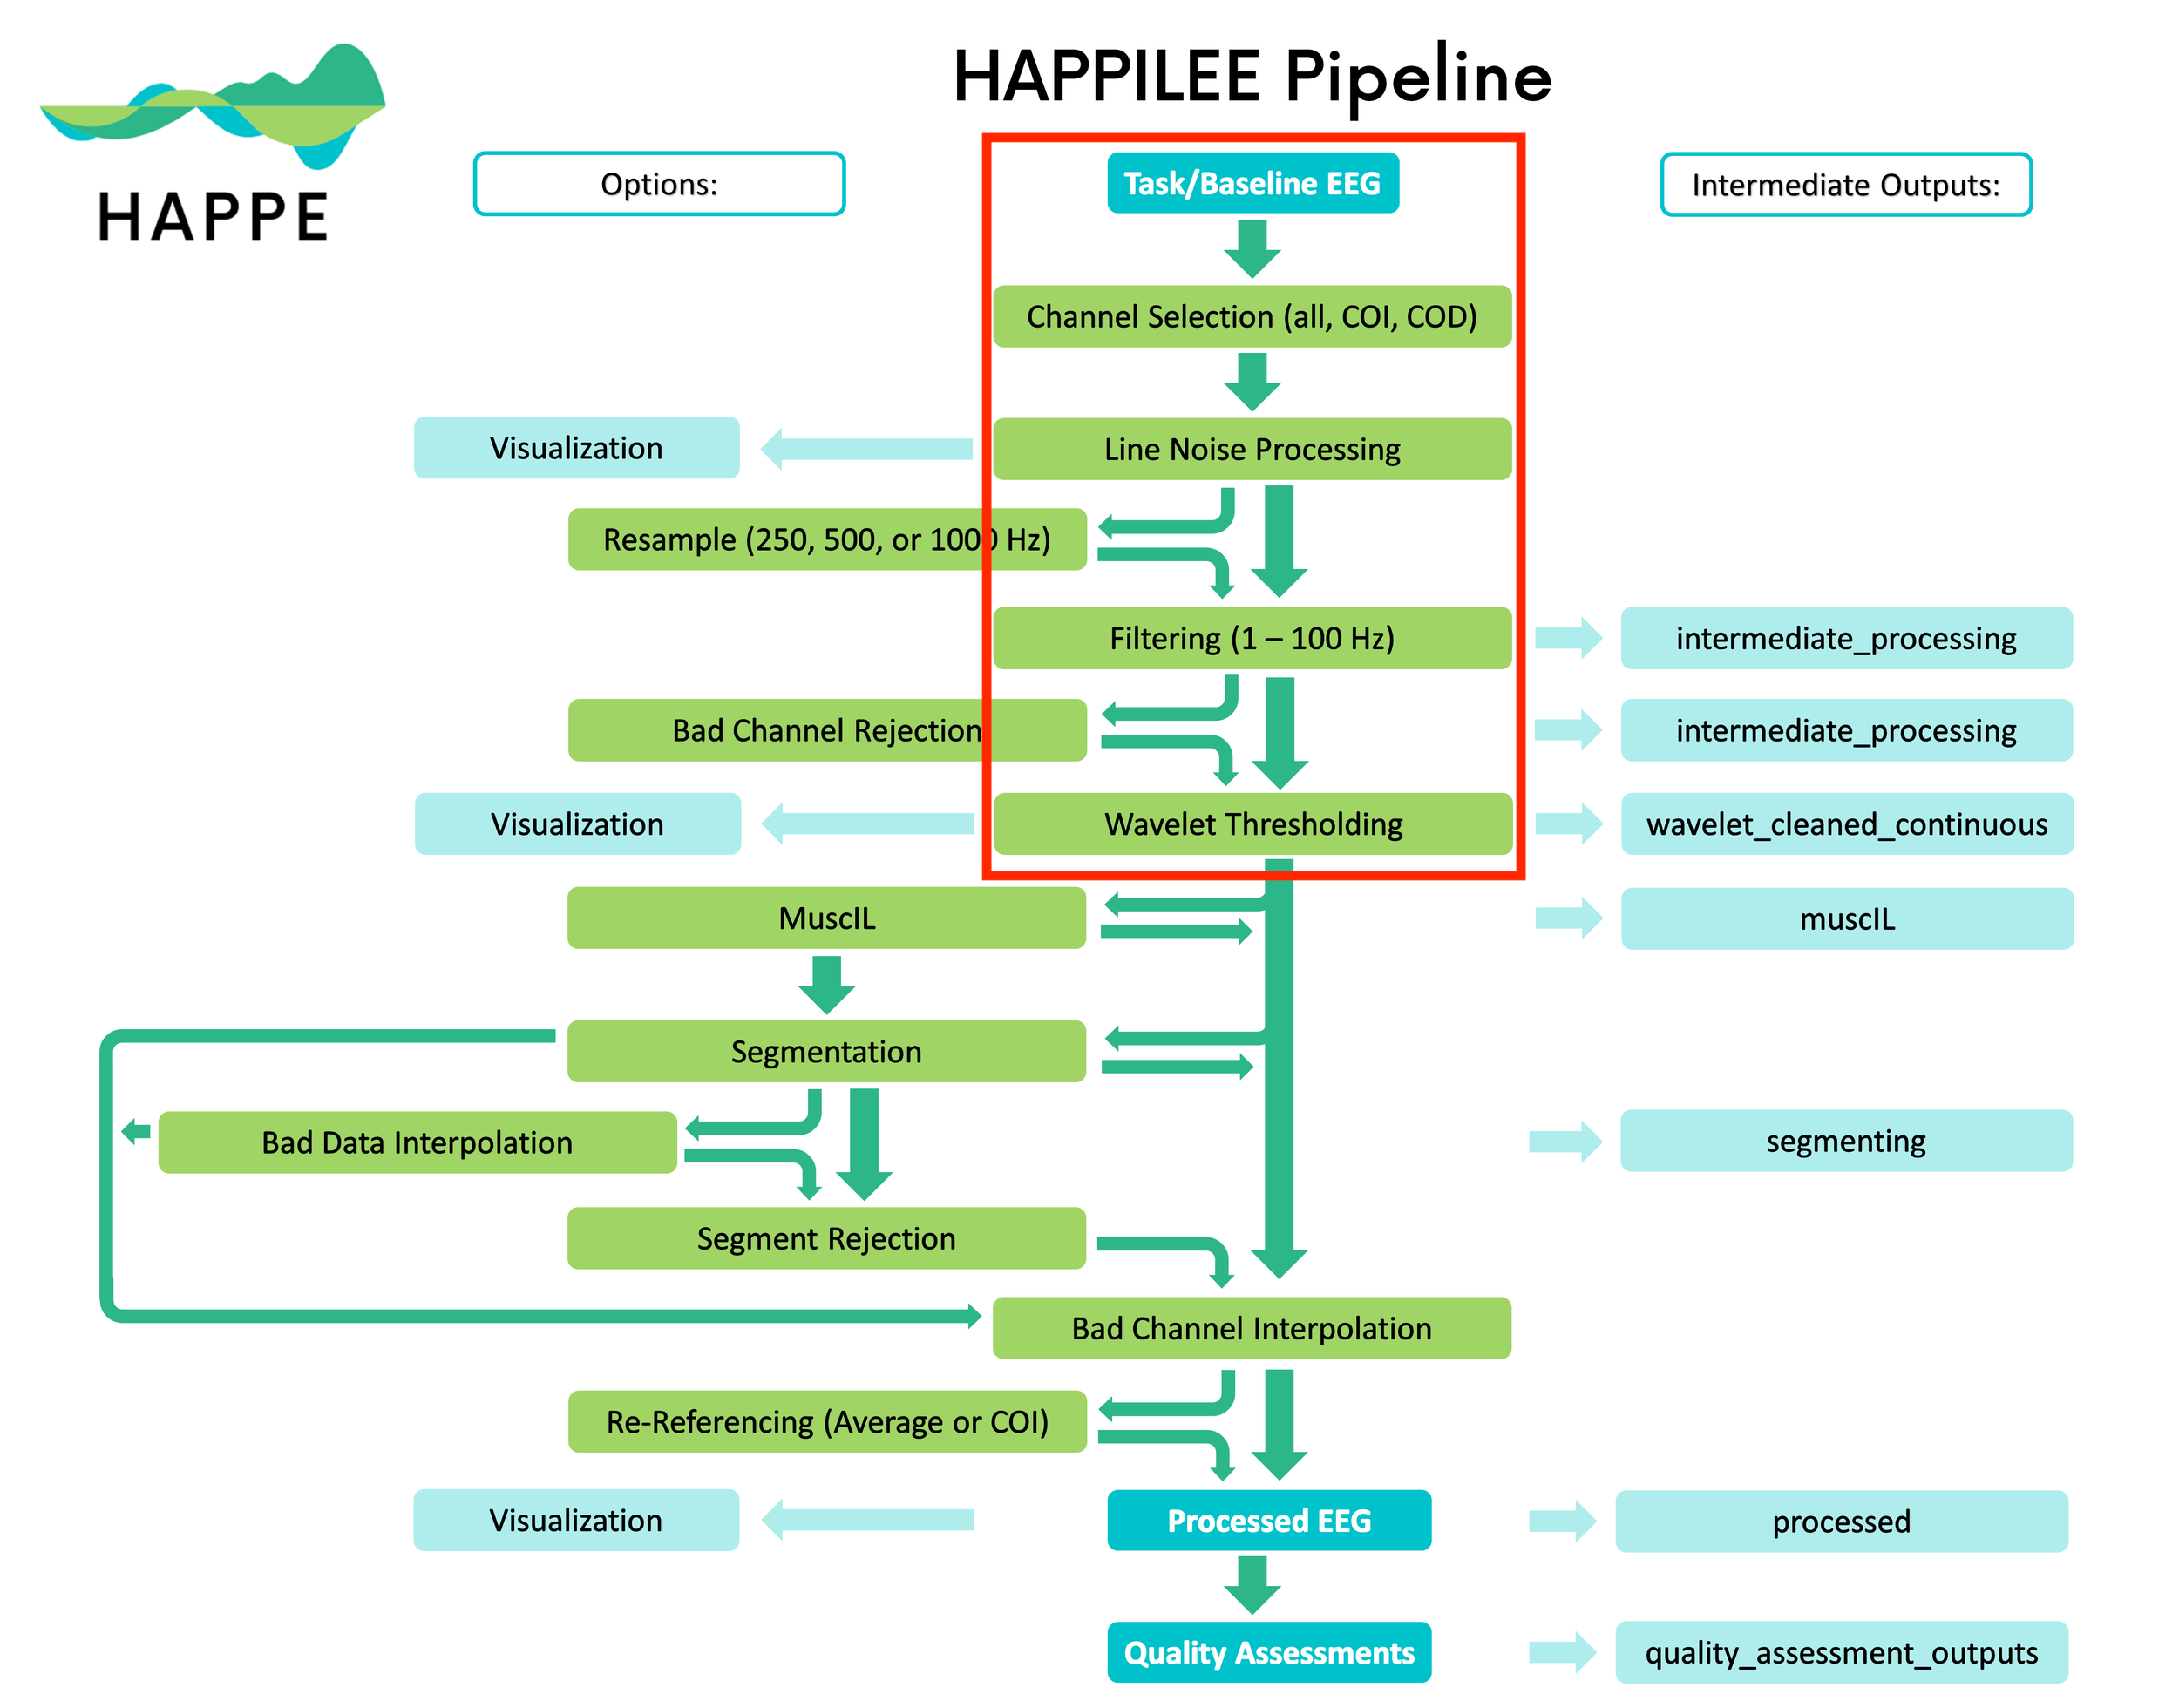 HAPPILEE Pipeline
HAPPE
Options:
Task/Baseline EEG
Intermediate Outputs:
Channel Selection (all, COI, COD)
Visualization
Line Noise Processing
Resample (250, 500, or 1000 Hz)
Filtering (1 – 100 Hz)
intermediate_processing
Bad Channel Rejection
intermediate_processing
Visualization
Wavelet Thresholding
wavelet_cleaned_continuous
MuscIL
muscIL
Segmentation
Bad Data Interpolation
segmenting
Segment Rejection
Bad Channel Interpolation
Re-Referencing (Average or COI)
Visualization
Processed EEG
processed
Quality Assessments
quality_assessment_outputs